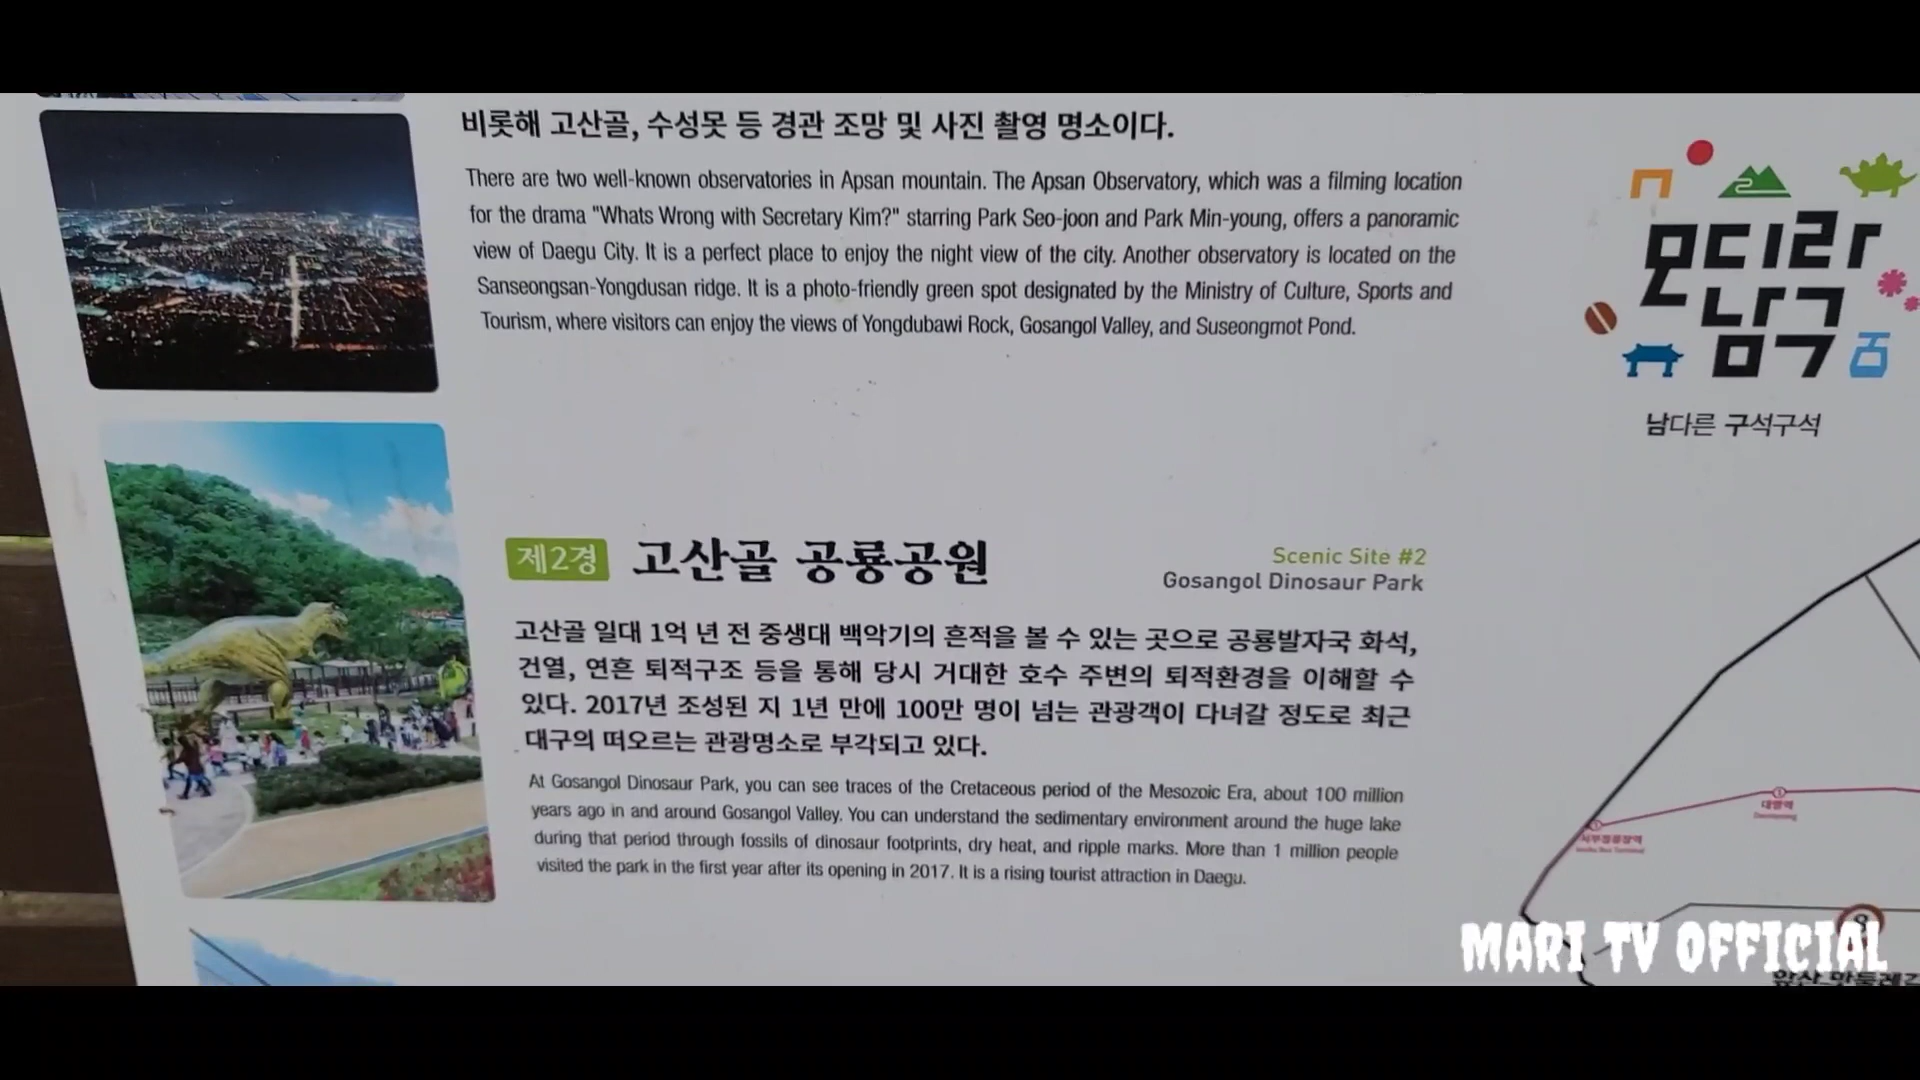 비롯해 고산골, 수성못 등 경관 조망 및 사진 촬영 명소이다.
There are two well-known observatories in Apsan mountain. The Apsan Observatory, which was a filming location
for the drama "Whats Wrong with Secretary Kim?" starring Park Seo-joon and Park Min-young, offers a panoramic
view of Daegu City. It is a perfect place to enjoy the night view of the city. Another observatory is located on the
Sanseongsan-Yongdusan ridge. It is a photo-friendly green spot designated by the Ministry of Culture, Sports and
Tourism, where visitors can enjoy the views of Yongdubawi Rock, Gosangol Valley, and Suseongmot Pond.
모디라
남구
남다른 구석구석
제2경 고산골 공룡공원
Scenic Site #2
Gosangol Dinosaur Park
고산골 일대 1억 년 전 중생대 백악기의 흔적을 볼 수 있는 곳으로 공룡발자국 화석,
건열, 연흔 퇴적구조 등을 통해 당시 거대한 호수 주변의 퇴적환경을 이해할 수
있다. 2017년 조성된 지 1년 만에 100만 명이 넘는 관광객이 다녀갈 정도로 최근
대구의 떠오르는 관광명소로 부각되고 있다.
At Gosangol Dinosaur Park, you can see traces of the Cretaceous period of the Mesozoic Era, about 100 million
years ago in and around Gosangol Valley. You can understand the sedimentary environment around the huge lake
during that period through fossils of dinosaur footprints, dry heat, and ripple marks. More than 1 million people
visited the park in the first year after its opening in 2017. It is a rising tourist attraction in Daegu.
대명역
서부정류장역
8
MARI TV OFFICIAL